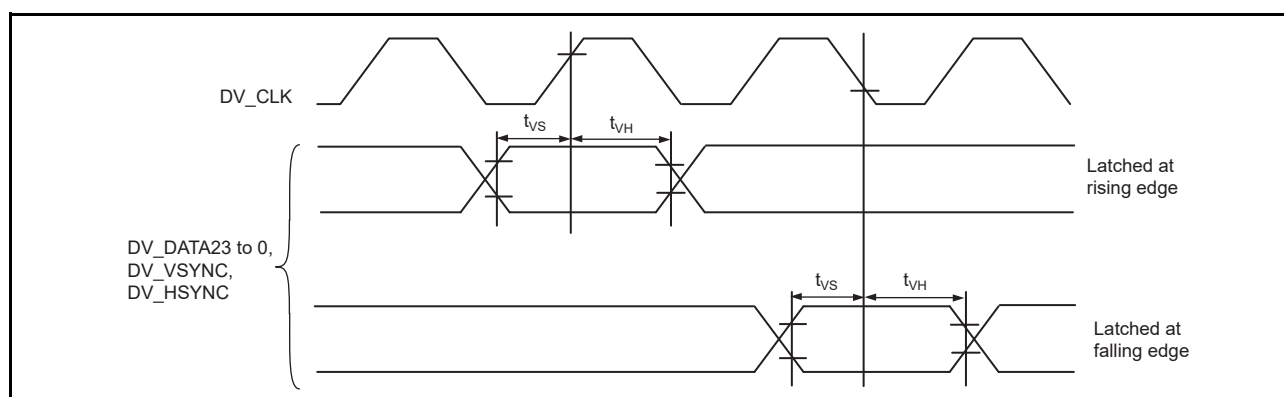 DV_CLK
tVS
tVH
Latched at
rising edge
DV_DATA23 to 0,
DV_VSYNC,
DV_HSYNC
tVS
tVH
Latched at
falling edge